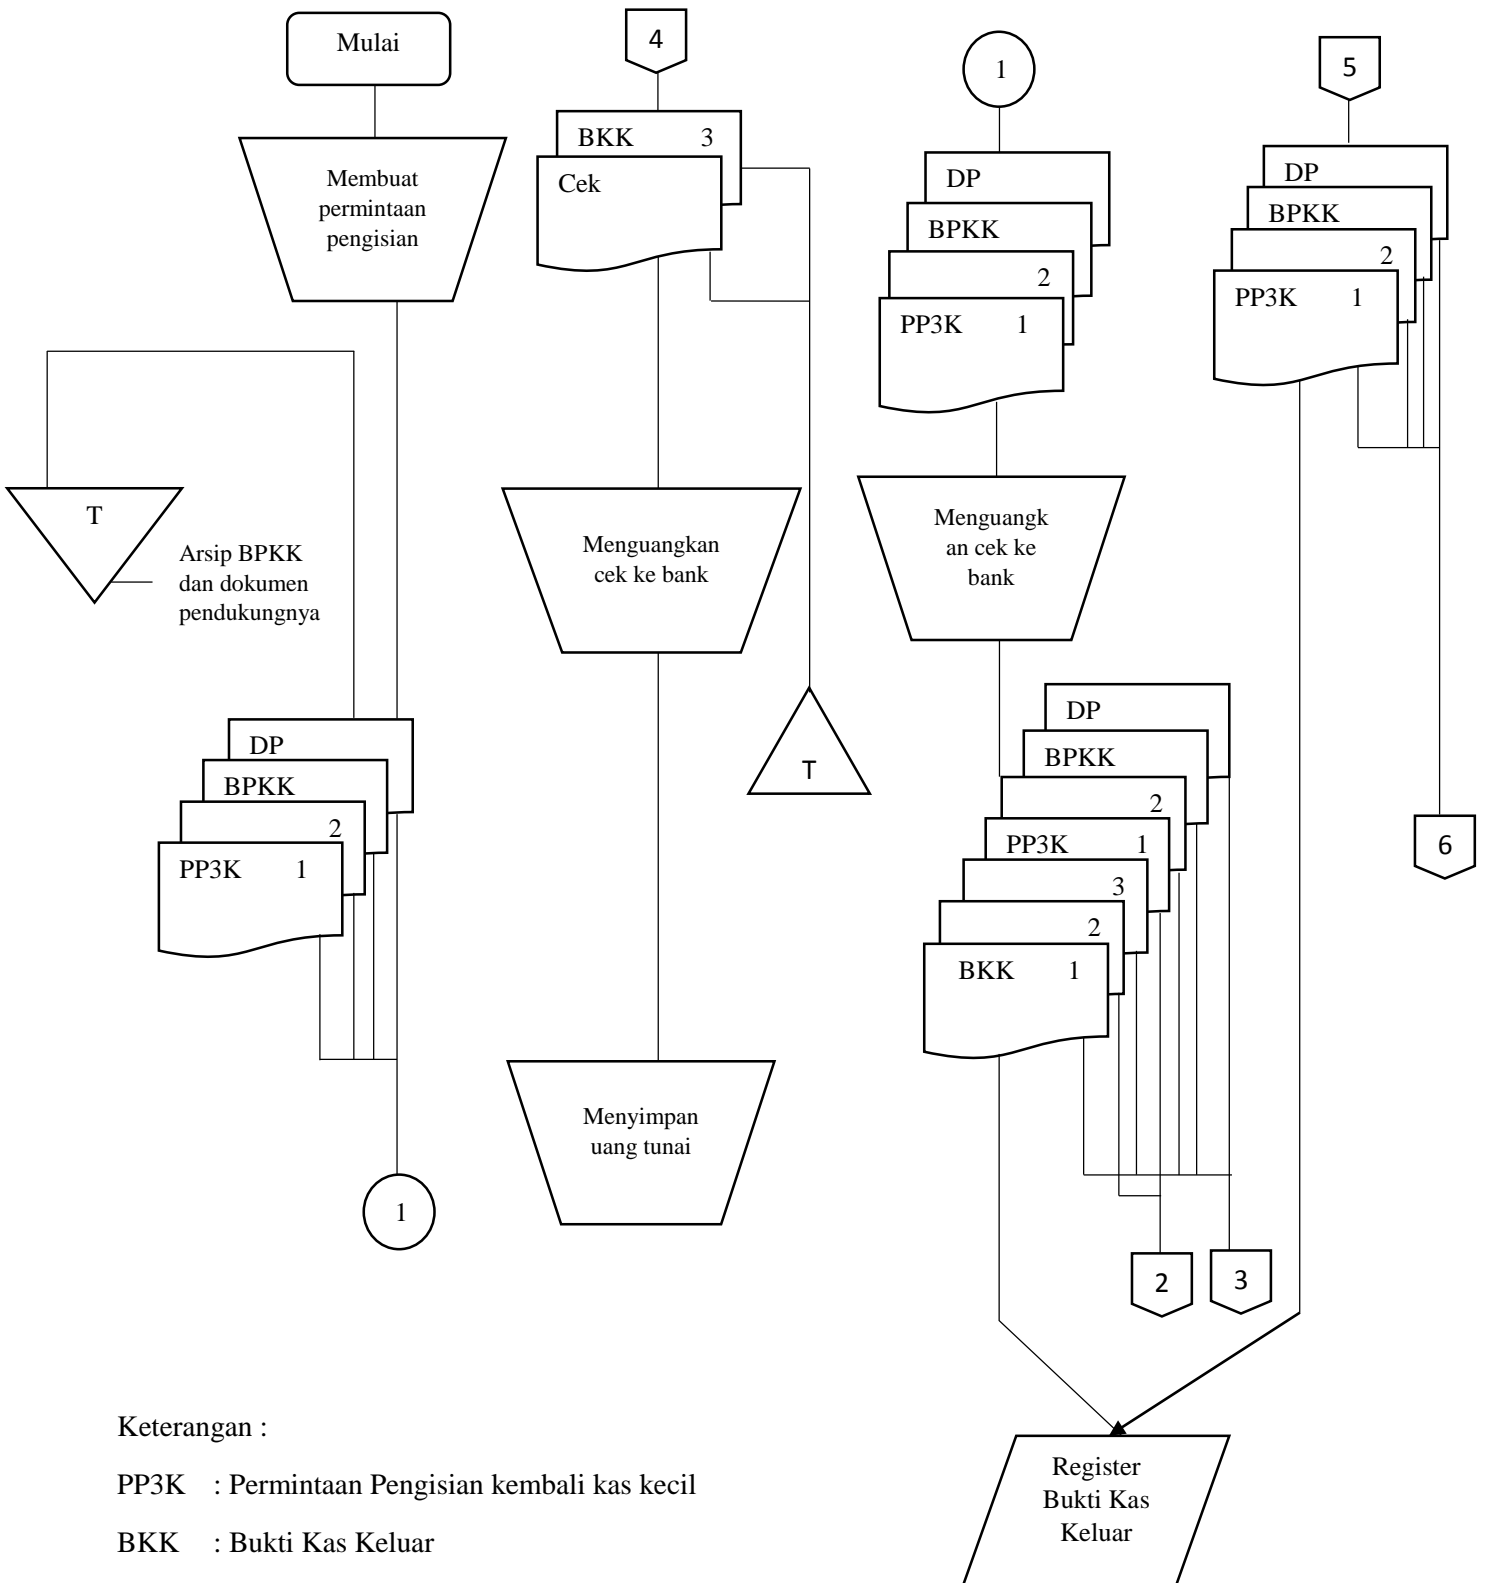 Mulai
Membuat
permintaan
pengisian
T
Arsip BPKK
dan dokumen
pendukungnya
DP
BPKK
2
PP3K 1
1
4
BKK 3
Cek
Menguangkan
cek ke bank
T
Menyimpan
uang tunai
1
DP
BPKK
2
PP3K 1
Menguangk
an cek ke
bank
DP
BPKK
2
PP3K 1
3
2
BKK 1
2
3
5
DP
BPKK
2
PP3K 1
6
Register
Bukti Kas
Keluar
Keterangan :
PP3K : Permintaan Pengisian kembali kas kecil
BKK : Bukti Kas Keluar